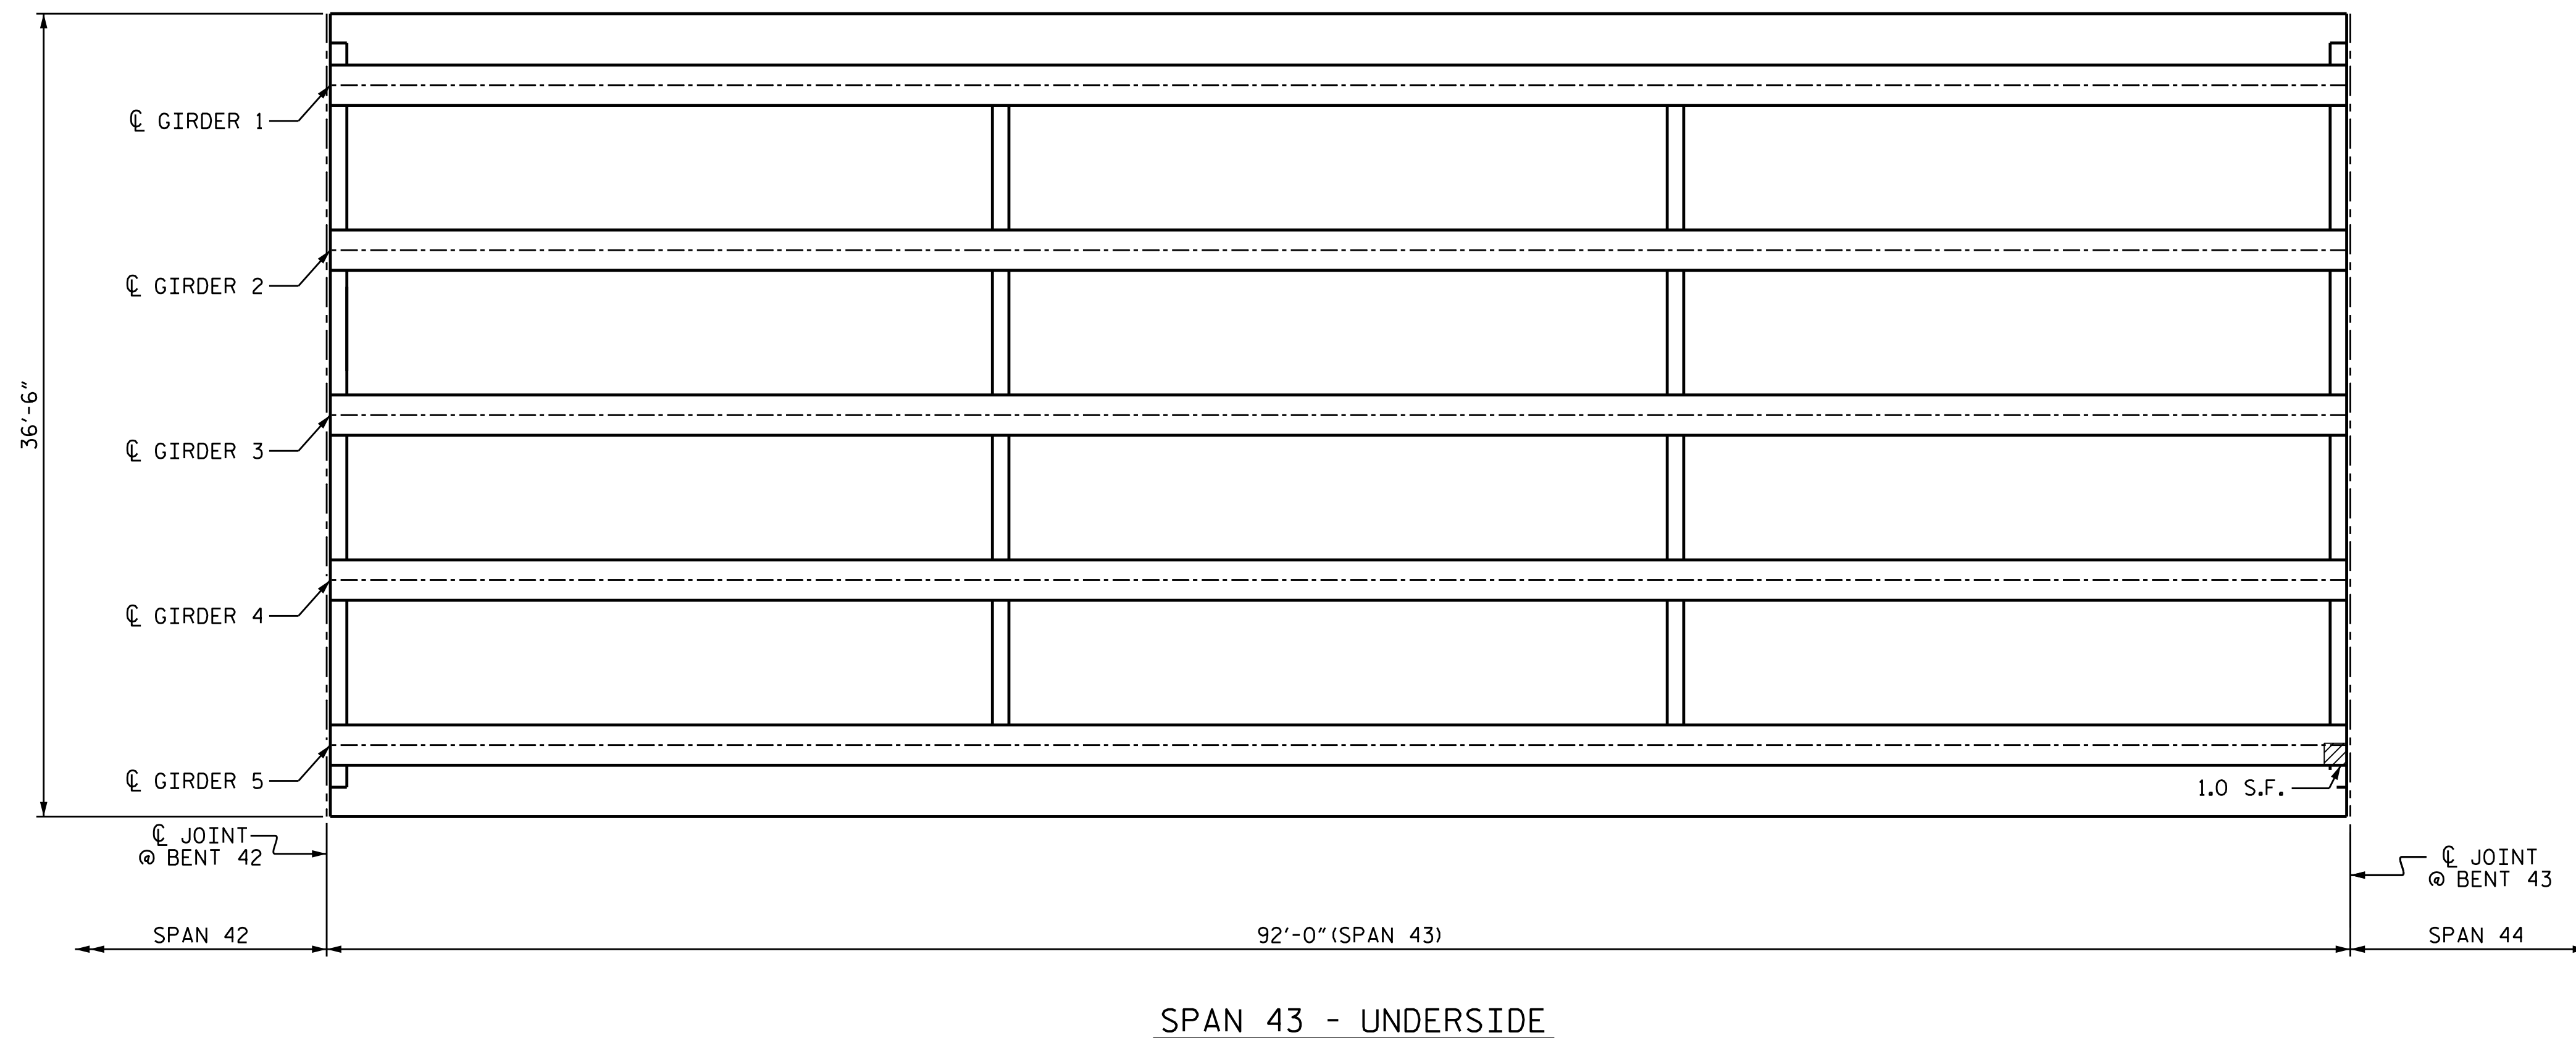 ℄ GIRDER 1
36'-6"
℄ GIRDER 2
℄ GIRDER 3
℄ GIRDER 4
℄ GIRDER 5
1.0 S.F.
℄ JOINT
@ BENT 42
℄ JOINT
@ BENT 43
SPAN 42
92'-0"(SPAN 43)
SPAN 44
SPAN 43 - UNDERSIDE